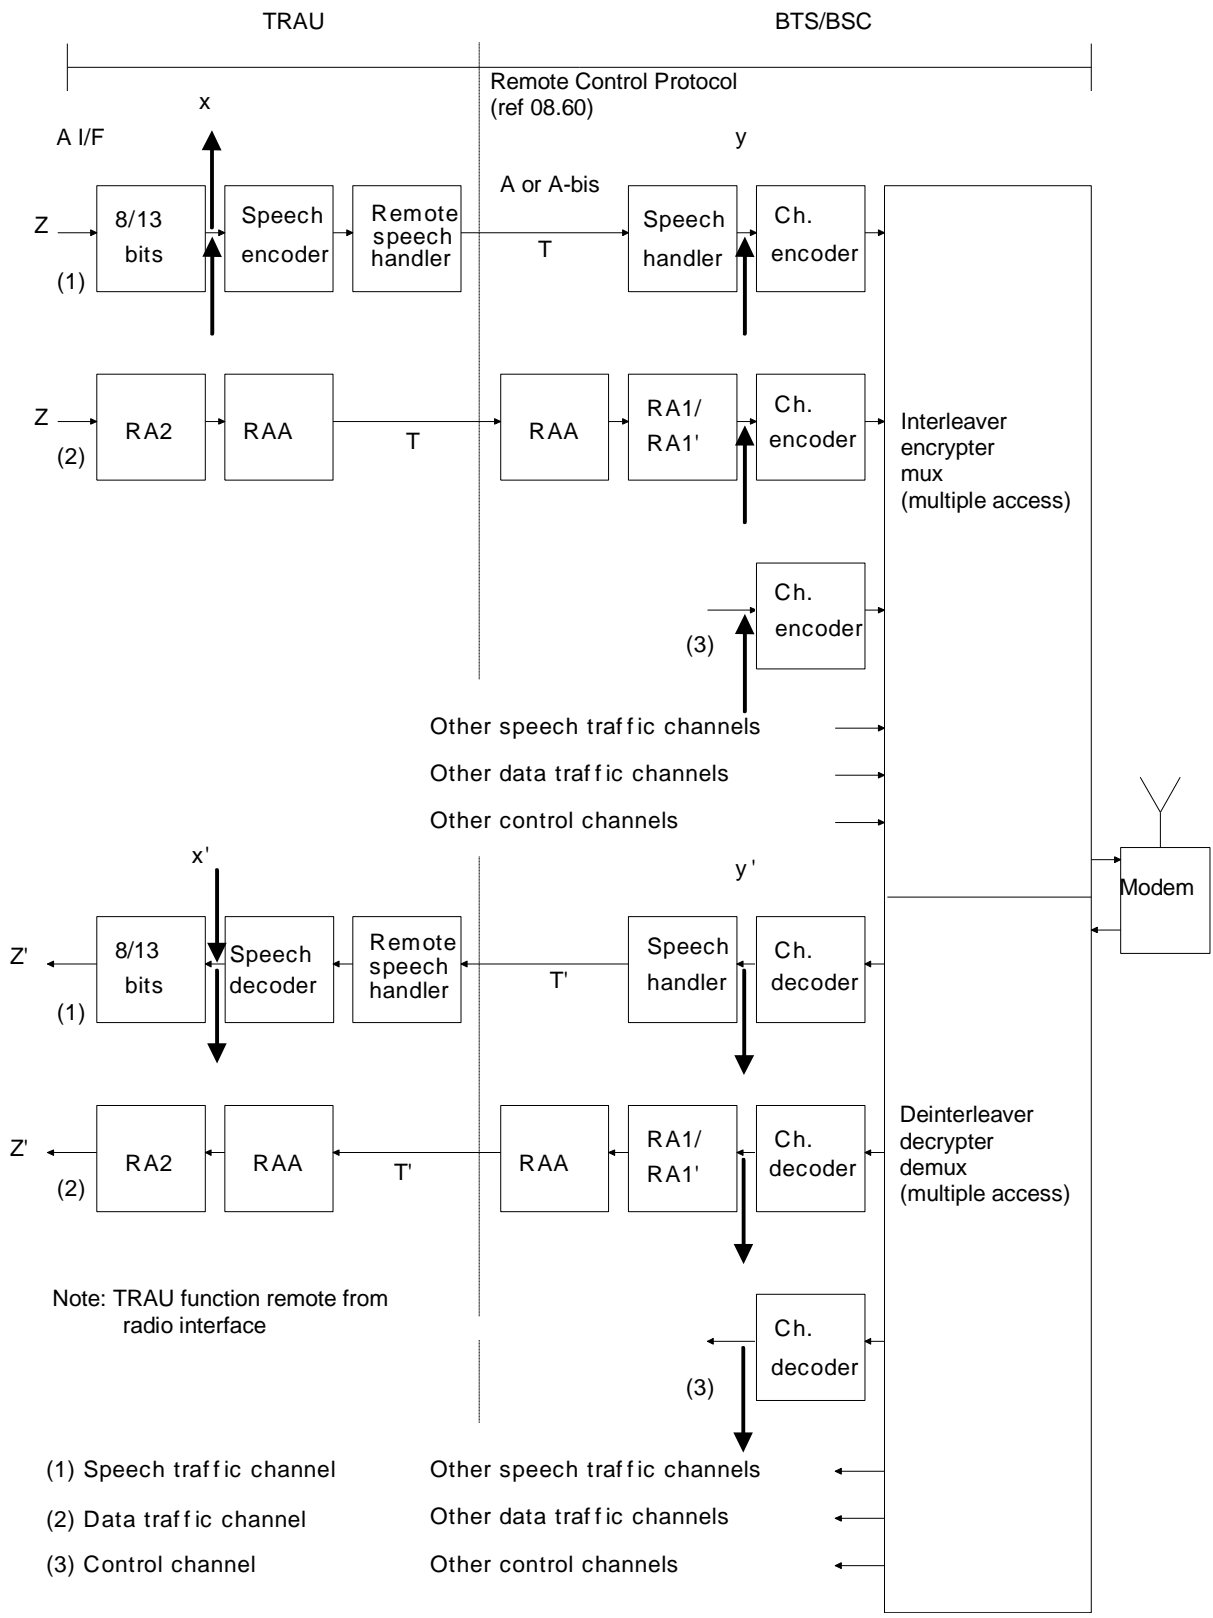 TRAU
BTS/BSC
Remote Control Protocol
(ref 08.60)
x
A I/F
y
A or A-bis
Z
(1)
8/13
bits
Speech
encoder
Remote
speech
handler
T
Speech
handler
Ch.
encoder
Z
(2)
RA2
RAA
T
RAA
RA1/
RA1'
Ch.
encoder
Interleaver
encrypter
mux
(multiple access)
(3)
Ch.
encoder
Other speech traffic channels
Other data traffic channels
Other control channels
x'
y'
Modem
Z'
(1)
8/13
bits
Speech
decoder
Remote
speech
handler
T'
Speech
handler
Ch.
decoder
Z'
(2)
RA2
RAA
T'
RAA
RA1/
RA1'
Ch.
decoder
Deinterleaver
decrypter
demux
(multiple access)
Note: TRAU function remote from
radio interface
(3)
Ch.
decoder
(1) Speech traffic channel
Other speech traffic channels
(2) Data traffic channel
Other data traffic channels
(3) Control channel
Other control channels